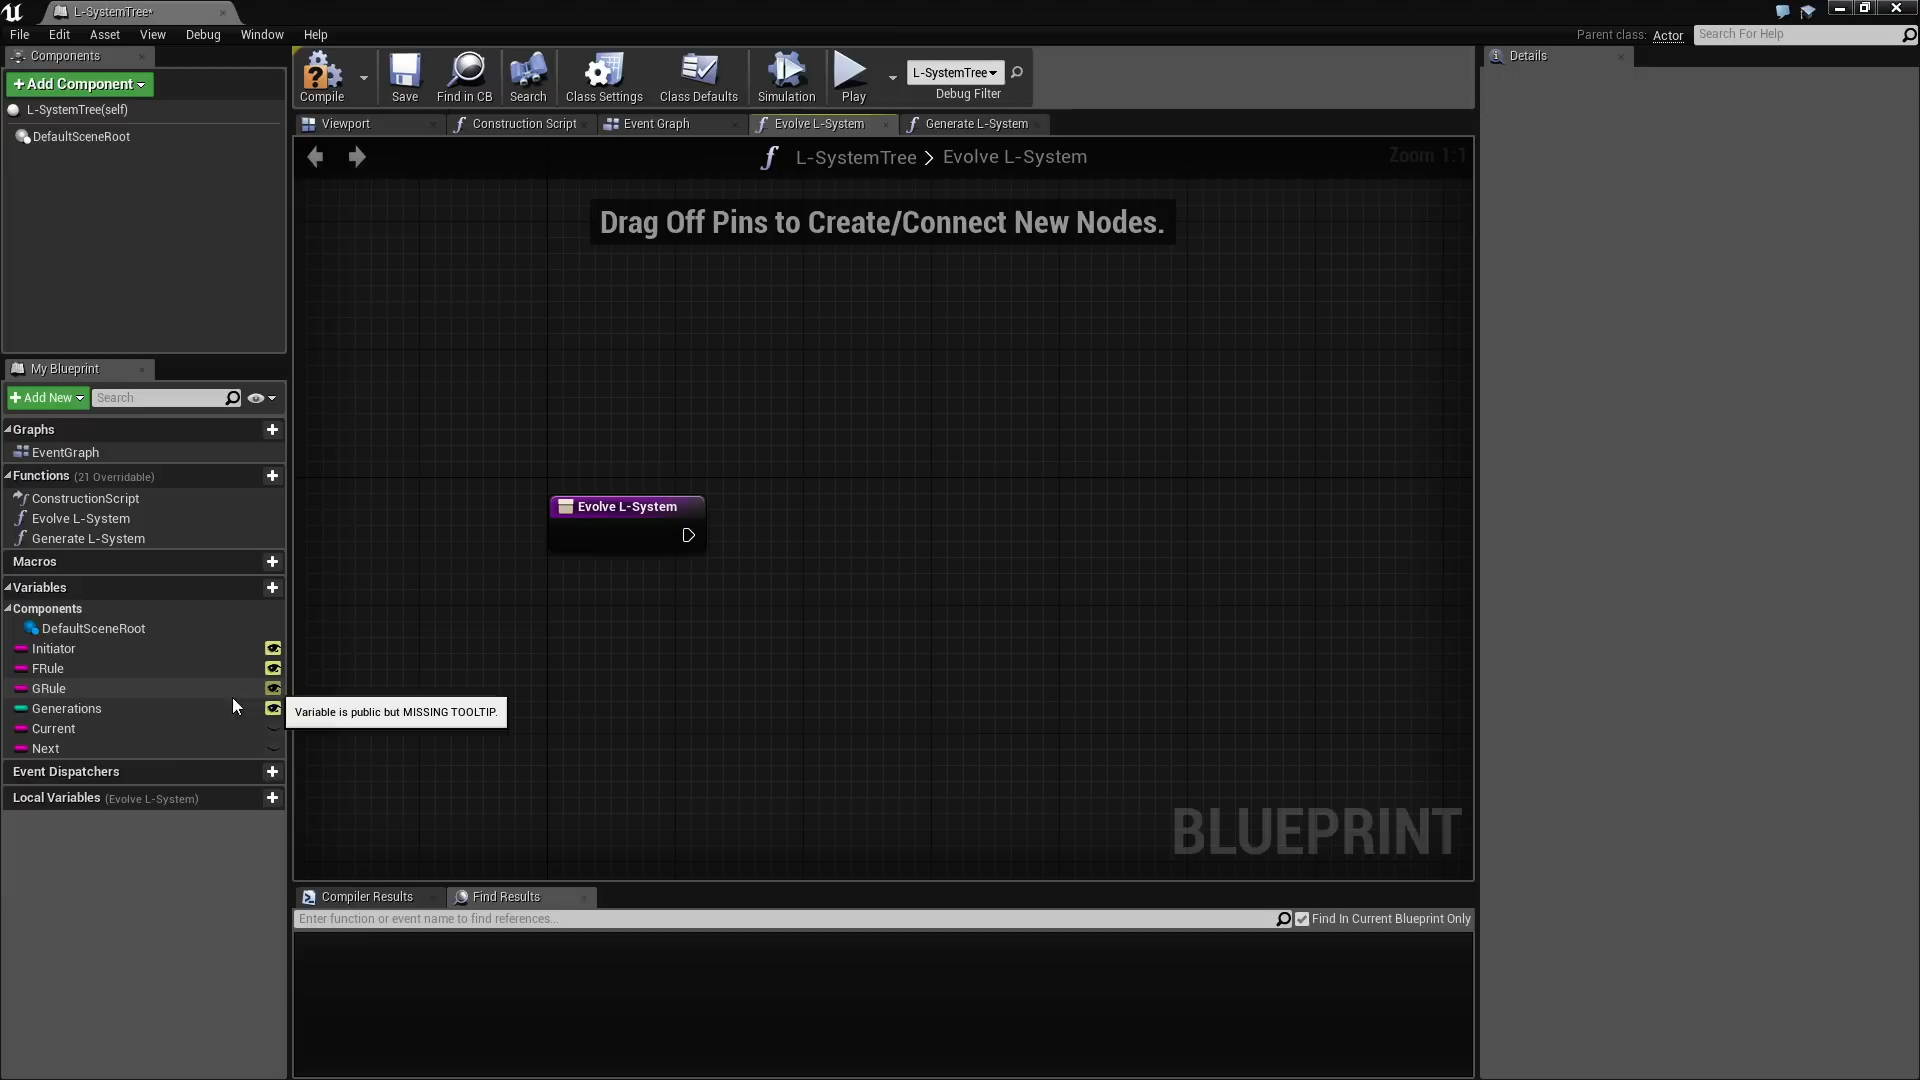 L-SystemTree*
File Edit Asset View Debug Window Help
Parent class: Actor Search For Help
Components
+ Add Component
L-SystemTree(self)
DefaultSceneRoot
Compile Save Find in CB Search Class Settings Class Defaults Simulation Play
L-SystemTree
Debug Filter
Details
Viewport Construction Script Event Graph Evolve L-System Generate L-System
L-SystemTree > Evolve L-System
Zoom 1:1
Drag Off Pins to Create/Connect New Nodes.
Evolve L-System
BLUEPRINT
My Blueprint
+ Add New Search
Graphs
EventGraph
Functions (21 Overridable)
ConstructionScript
Evolve L-System
Generate L-System
Macros
Variables
Components
DefaultSceneRoot
Initiator
FRule
GRule
Generations
Current
Next
Variable is public but MISSING TOOLTIP.
Event Dispatchers
Local Variables (Evolve L-System)
Compiler Results Find Results
Enter function or event name to find references...
Find In Current Blueprint Only